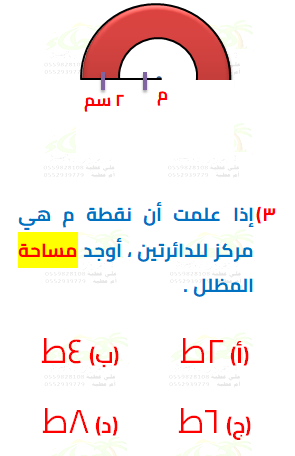 م
٢ سم
٣) إذا علمت أن نقطة م هي
مركز للدائرتين ، أوجد مساحة
المظلل .
(أ) ٢ط
(ب) ٤ط
(ج) ٦ط
(د) ٨ط